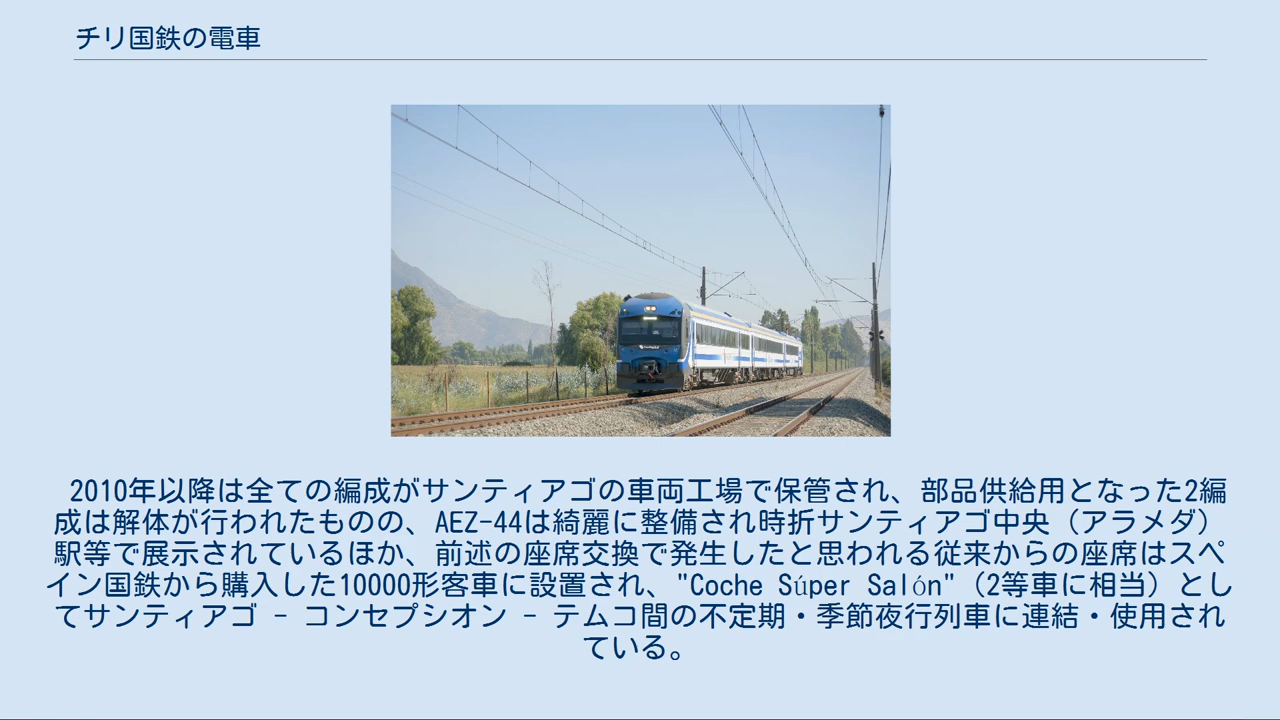 チリ国鉄の電車
2010年以降は全ての編成がサンティアゴの車両工場で保管され、部品供給用となった2編
成は解体が行われたものの、AEZ-44は綺麗に整備され時折サンティアゴ中央（アラメダ）
駅等で展示されているほか、前述の座席交換で発生したと思われる従来からの座席はスペ
イン国鉄から購入した10000形客車に設置され、"Coche Súper Salón"（2等車に相当）とし
てサンティアゴ - コンセプシオン - テムコ間の不定期・季節夜行列車に連結・使用され
ている。